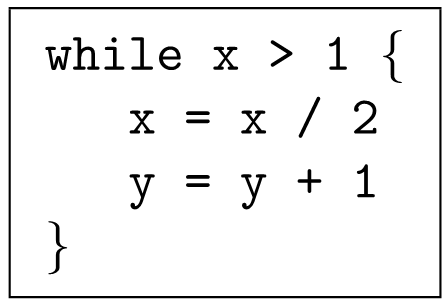 while x > 1 {
x = x / 2
y = y + 1
}